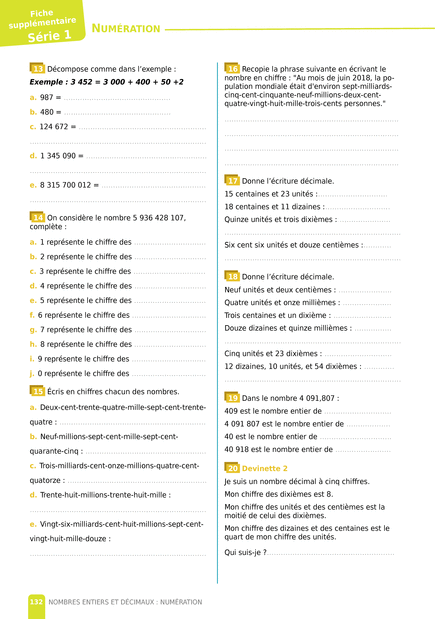 Fiche
supplémentaire
Série 1
NUMÉRATION
13 Décompose comme dans l'exemple :
Exemple : 3 452 = 3 000 + 400 + 50 +2
a. 987 = ........................................
b. 480 = ........................................
c. 124 672 = ........................................
........................................
d. 1 345 090 = ........................................
........................................
e. 8 315 700 012 = ........................................
........................................
14 On considère le nombre 5 936 428 107,
complète :
a. 1 représente le chiffre des ........................
b. 2 représente le chiffre des ........................
c. 3 représente le chiffre des ........................
d. 4 représente le chiffre des ........................
e. 5 représente le chiffre des ........................
f. 6 représente le chiffre des ........................
g. 7 représente le chiffre des ........................
h. 8 représente le chiffre des ........................
i. 9 représente le chiffre des ........................
j. 0 représente le chiffre des ........................
15 Écris en chiffres chacun des nombres.
a. Deux-cent-trente-quatre-mille-sept-cent-trente-
quatre : ........................................
b. Neuf-millions-sept-cent-mille-sept-cent-
quarante-cinq : ........................................
c. Trois-milliards-cent-onze-millions-quatre-cent-
quatorze : ........................................
d. Trente-huit-millions-trente-huit-mille :
........................................
e. Vingt-six-milliards-cent-huit-millions-sept-cent-
vingt-huit-mille-douze :
........................................
16 Recopie la phrase suivante en écrivant le
nombre en chiffre : "Au mois de juin 2018, la po-
pulation mondiale était d'environ sept-milliards-
cinq-cent-cinquante-neuf-millions-deux-cent-
quatre-vingt-huit-mille-trois-cents personnes."
........................................
........................................
........................................
........................................
17 Donne l'écriture décimale.
15 centaines et 23 unités : ........................
18 centaines et 11 dizaines : ........................
Quinze unités et trois dixièmes : ....................
........................................
Six cent six unités et douze centièmes : ............
........................................
18 Donne l'écriture décimale.
Neuf unités et deux centièmes : ....................
Quatre unités et onze millièmes : ..................
Trois centaines et un dixième : ....................
Douze dizaines et quinze millièmes : ..............
........................................
Cinq unités et 23 dixièmes : ........................
12 dizaines, 10 unités, et 54 dixièmes : ............
........................................
19 Dans le nombre 4 091,807 :
409 est le nombre entier de ........................
4 091 807 est le nombre entier de ................
40 est le nombre entier de ........................
40 918 est le nombre entier de ....................
20 Devinette 2
Je suis un nombre décimal à cinq chiffres.
Mon chiffre des dixièmes est 8.
Mon chiffre des unités et des centièmes est la
moitié de celui des dixièmes.
Mon chiffre des dizaines et des centaines est le
quart de mon chiffre des unités.
Qui suis-je ? ........................................
132 NOMBRES ENTIERS ET DÉCIMAUX : NUMÉRATION